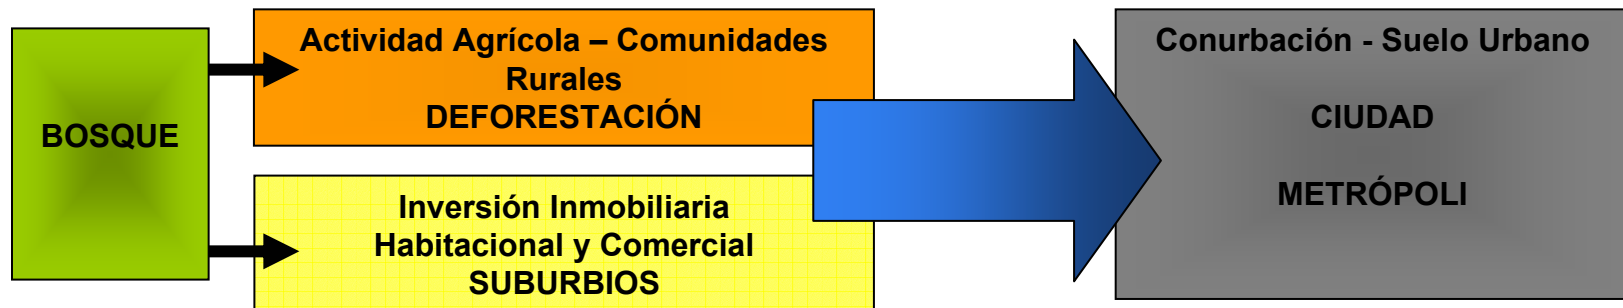 BOSQUE
Actividad Agrícola – Comunidades
Rurales
DEFORESTACIÓN
Inversión Inmobiliaria
Habitacional y Comercial
SUBURBIOS
Conurbación - Suelo Urbano
CIUDAD
METRÓPOLI